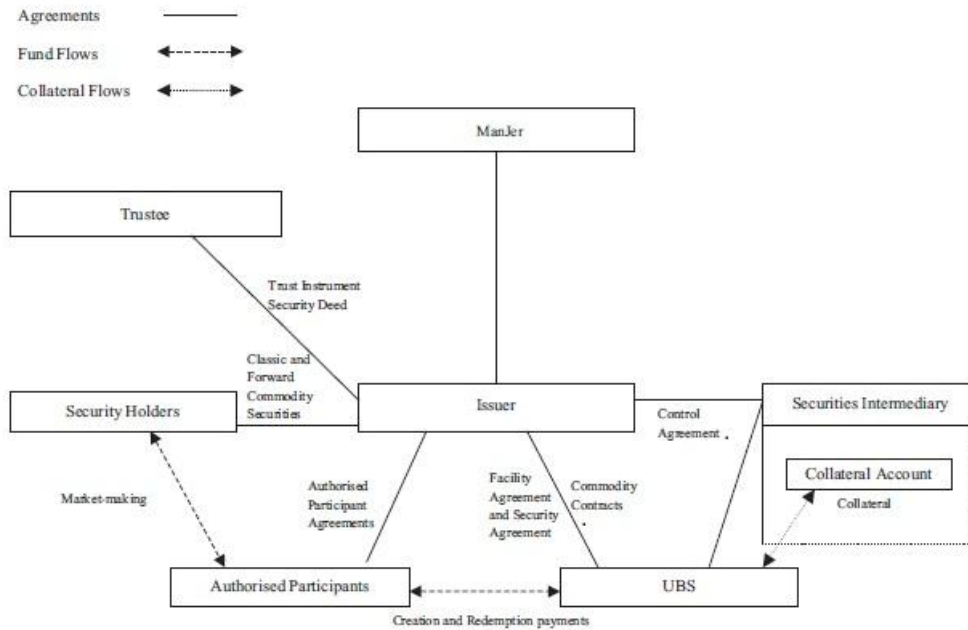 Agreements
Fund Flows
Collateral Flows
ManJer
Trustee
Trust Instrument
Security Deed
Classic and
Forward
Commodity
Securities
Security Holders
Issuer
Control
Agreement
Securities Intermediary
Collateral Account
Collateral
Market-making
Authorised
Participant
Agreements
Facility
Agreement
and Security
Agreement
Commodity
Contracts
Authorised Participants
UBS
Creation and Redemption payments